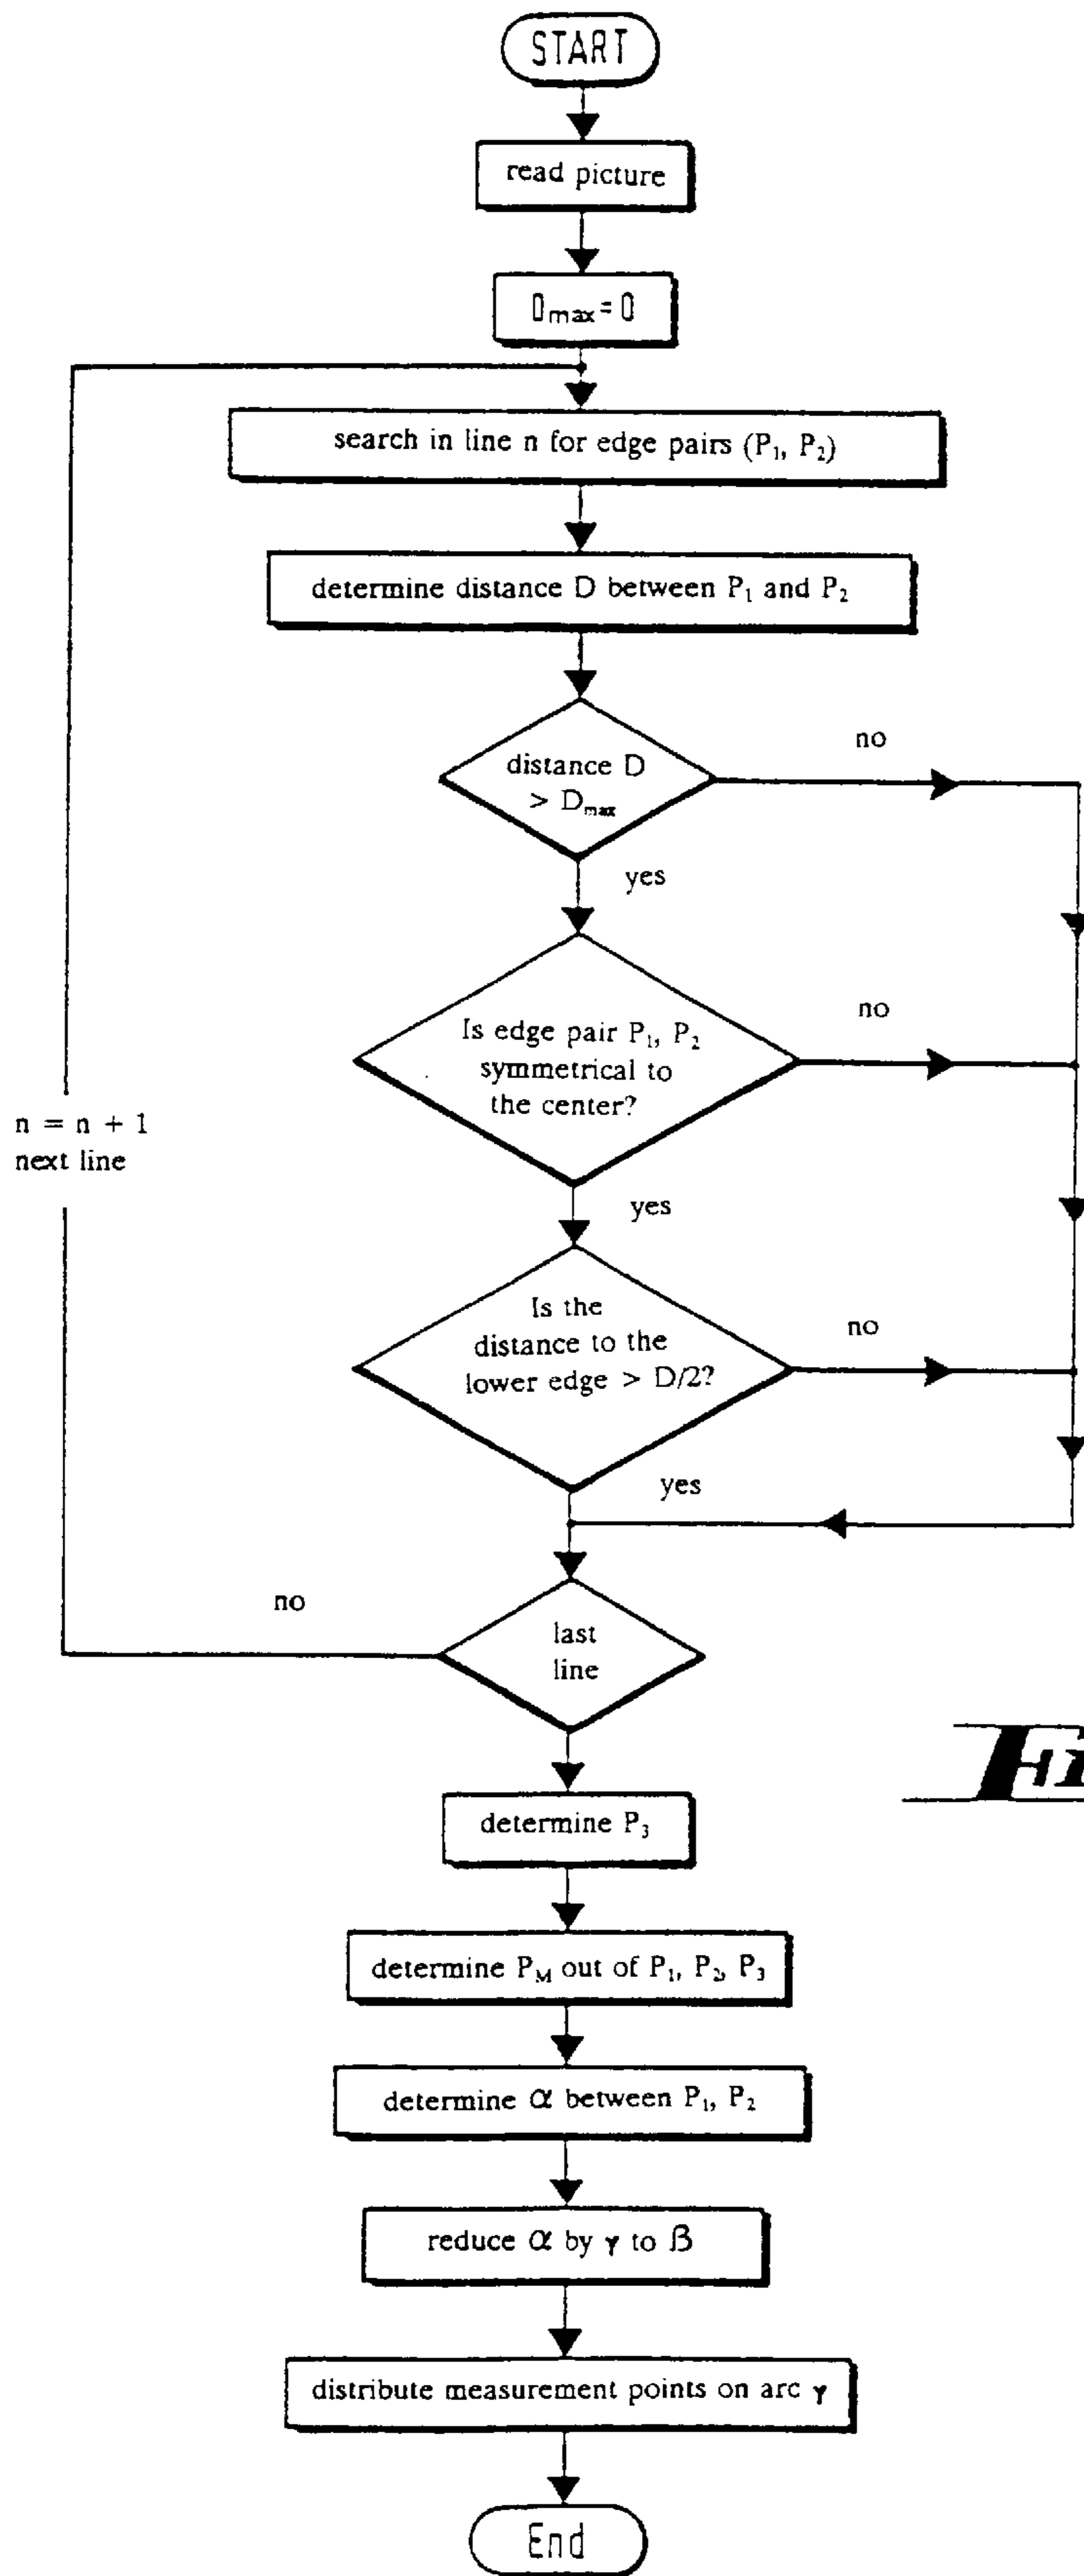 START
read picture
Dmax = 0
search in line n for edge pairs (P₁, P₂)
determine distance D between P₁ and P₂
distance D
> Dmax
no
yes
Is edge pair P₁, P₂
symmetrical to
the center?
no
n = n + 1
next line
yes
Is the
distance to the
lower edge > D/2?
no
yes
last
line
no
determine P₃
determine P_M out of P₁, P₂, P₃
determine α between P₁, P₂
reduce α by γ to β
distribute measurement points on arc γ
End